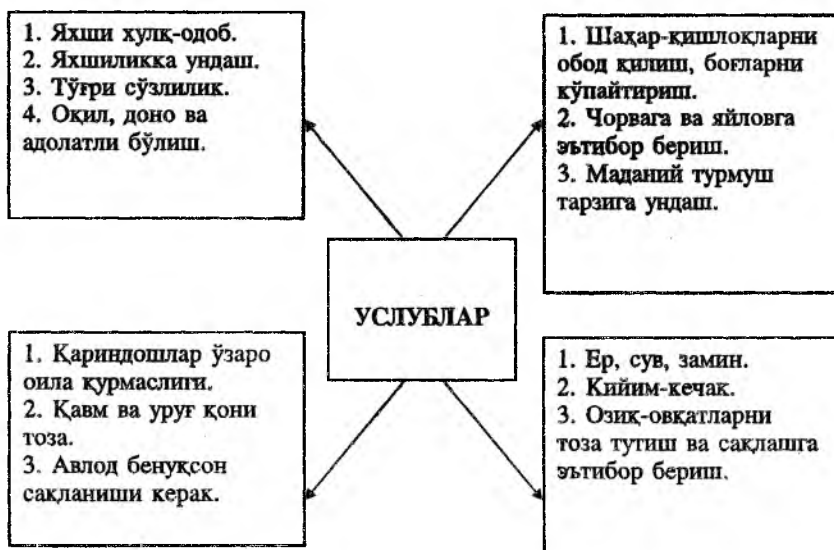 1. Яхши хулқ-одоб.
2. Яхшиликка ундаш.
3. Тўғри сўзлилик.
4. Оқил, доно ва
адолатли бўлиш.
1. Шаҳар-қишлоқларни
обод қилиш, боғларни
кўпайтириш.
2. Чорвага ва яйловга
эътибор бериш.
3. Маданий турмуш
тарзига ундаш.
УСЛУБЛАР
1. Қариндошлар ўзаро
оила қурмаслиги.
2. Қавм ва уруғ қони
тоза.
3. Авлод бенуқсон
сақланиши керак.
1. Ер, сув, замин.
2. Кийим-кечак.
3. Озиқ-овқатларни
тоза тутиш ва сақлашга
эътибор бериш.